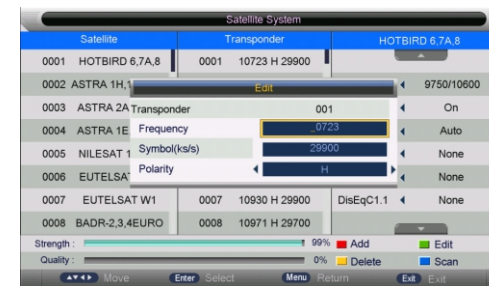 Satellite System
Satellite Transponder HOTBIRD 6,7A,8
0001 HOTBIRD 6,7A,8 0001 10723 H 29900
0002 ASTRA 1H,1 Edit 9750/10600
0003 ASTRA 2A Transponder 001 On
0004 ASTRA 1E Frequency _0723 Auto
0005 NILESAT 1 Symbol(ks/s) 29900 None
0006 EUTELSA Polarity H None
0007 EUTELSAT W1 0007 10930 H 29900 DisEqC1.1 None
0008 BADR-2,3,4EURO 0008 10971 H 29700
Strength : 99% Add Edit
Quality : 0% Delete Scan
Move Enter Select Menu Return Exit Exit